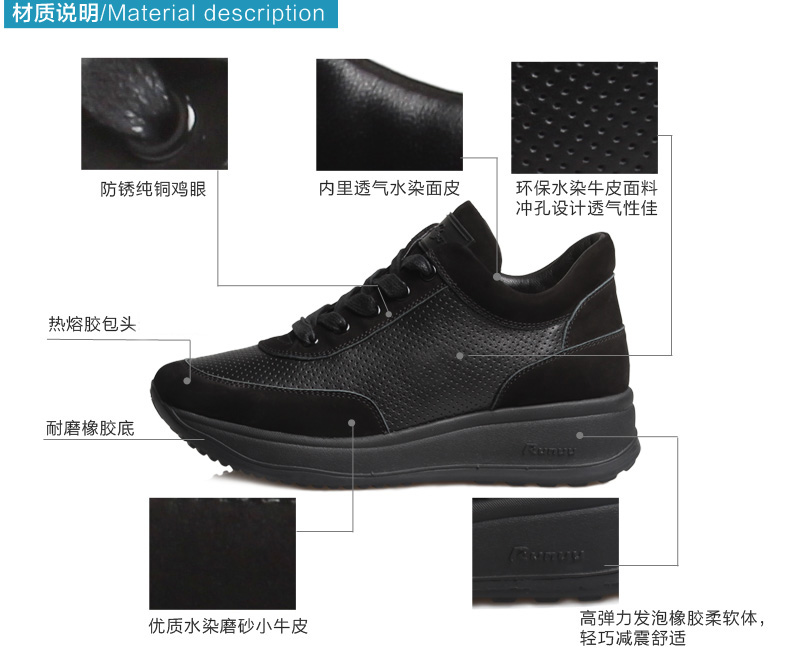 材质说明/Material description
防锈纯铜鸡眼
内里透气水染面皮
环保水染牛皮面料
冲孔设计透气性佳
热熔胶包头
耐磨橡胶底
Runuu
Runuu
优质水染磨砂小牛皮
高弹力发泡橡胶柔软体，
轻巧减震舒适